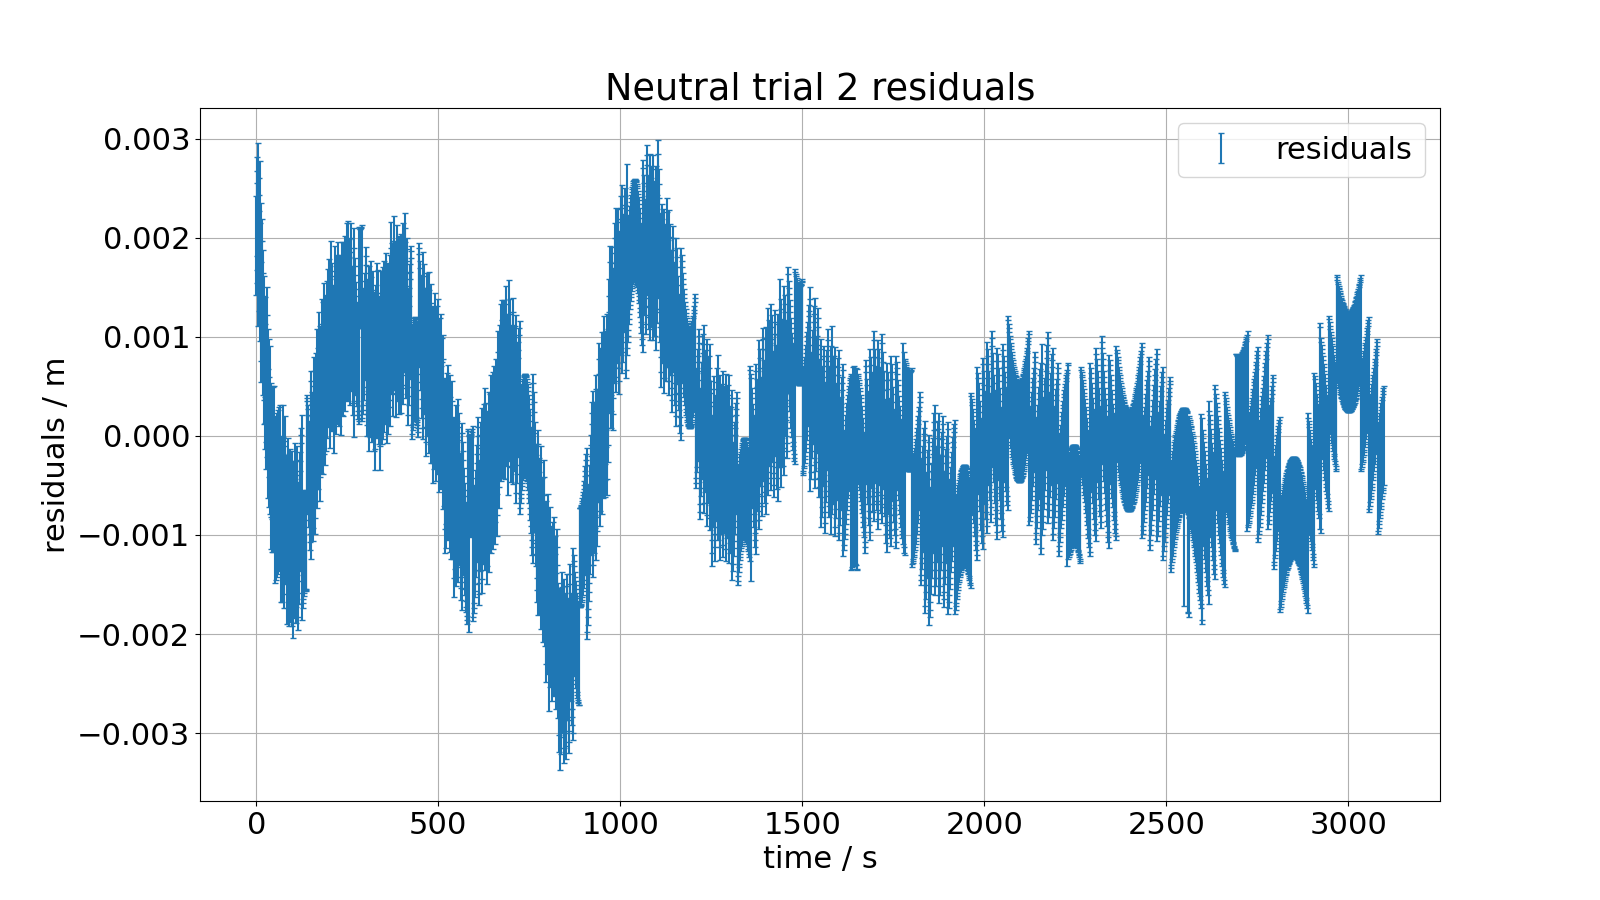 Neutral trial 2 residuals
residuals
0.003
0.002
0.001
0.000
−0.001
−0.002
−0.003
residuals / m
0 500 1000 1500 2000 2500 3000
time / s